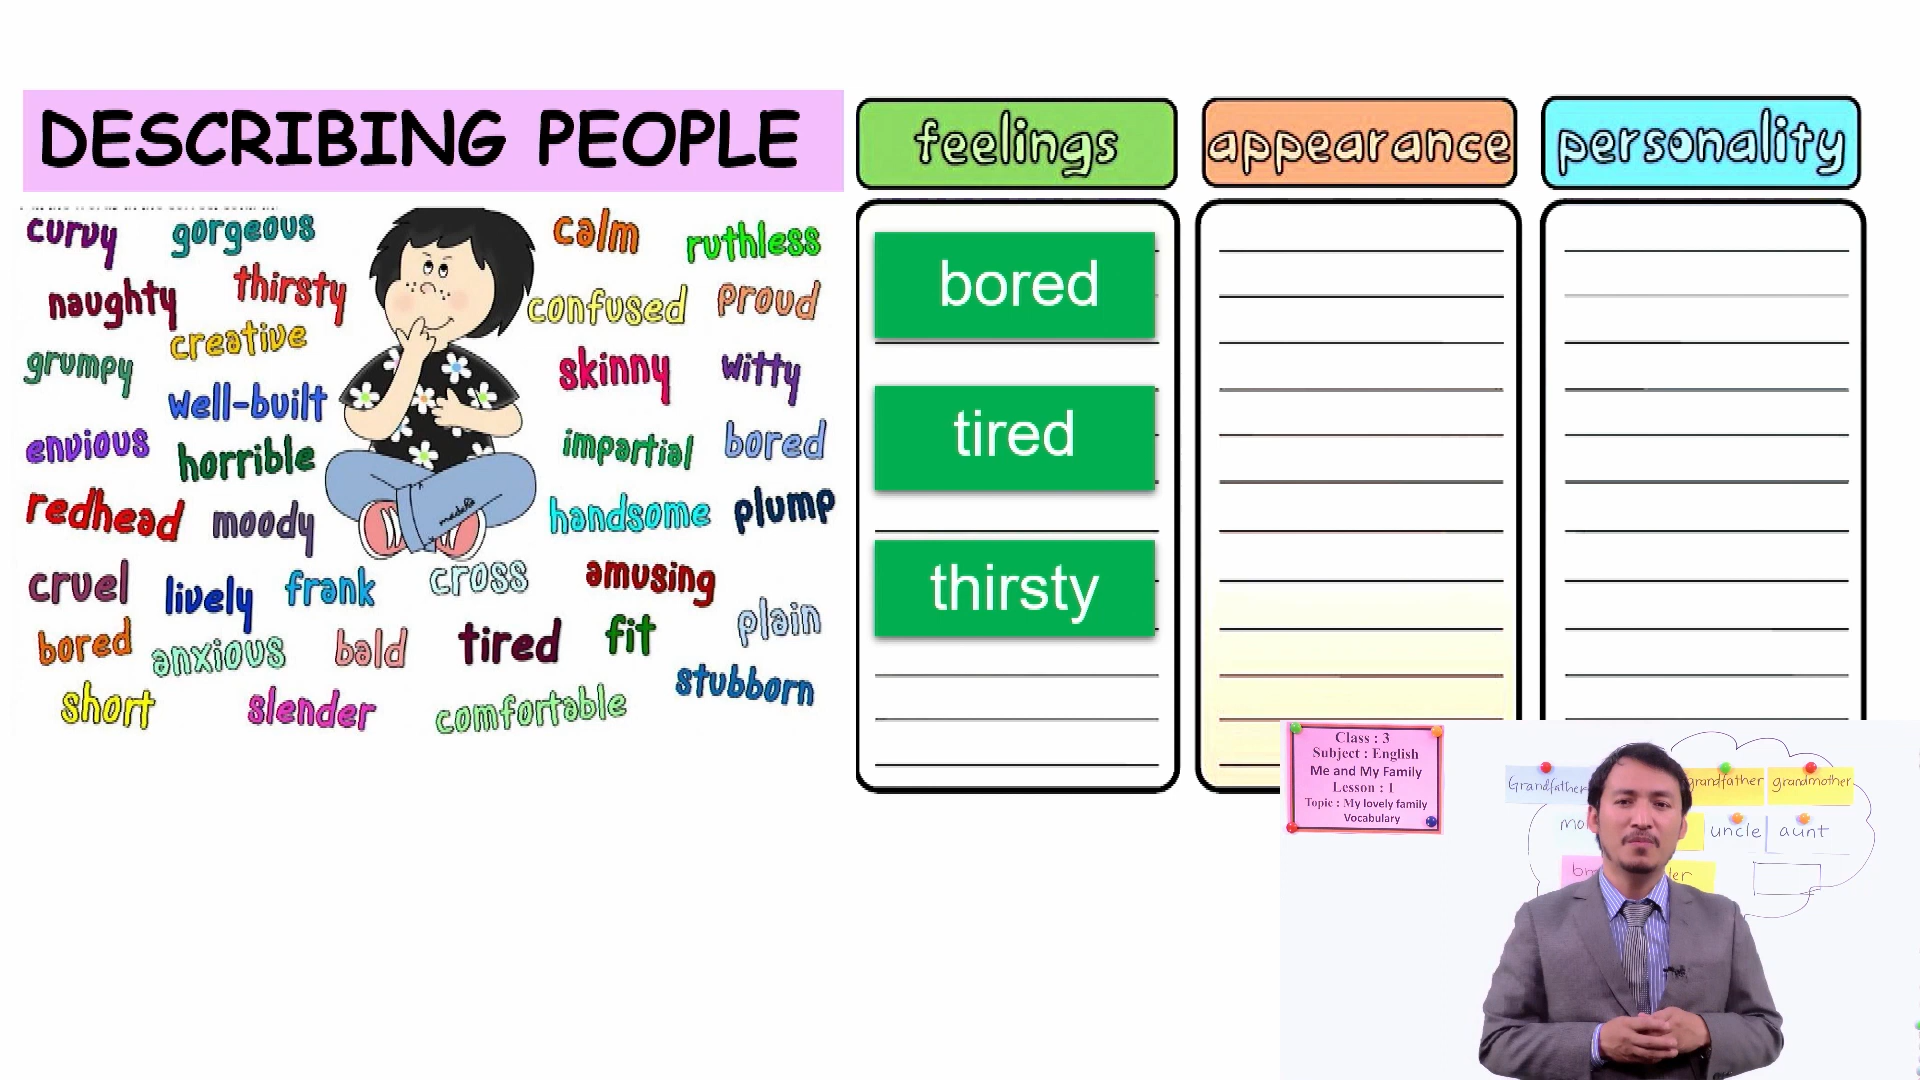 DESCRIBING PEOPLE
feelings
appearance
personality
curvy gorgeous calm ruthless
naughty thirsty confused proud
creative
grumpy skinny witty
well-built
envious horrible impartial bored
redhead moody handsome plump
cruel lively frank cross amusing
plain
bored anxious bald tired fit
stubborn
short slender comfortable
bored
tired
thirsty
Class : 3
Subject : English
Me and My Family
Lesson : 1
Topic : My lovely family
Vocabulary
Grandfather grandfather grandmother
uncle aunt